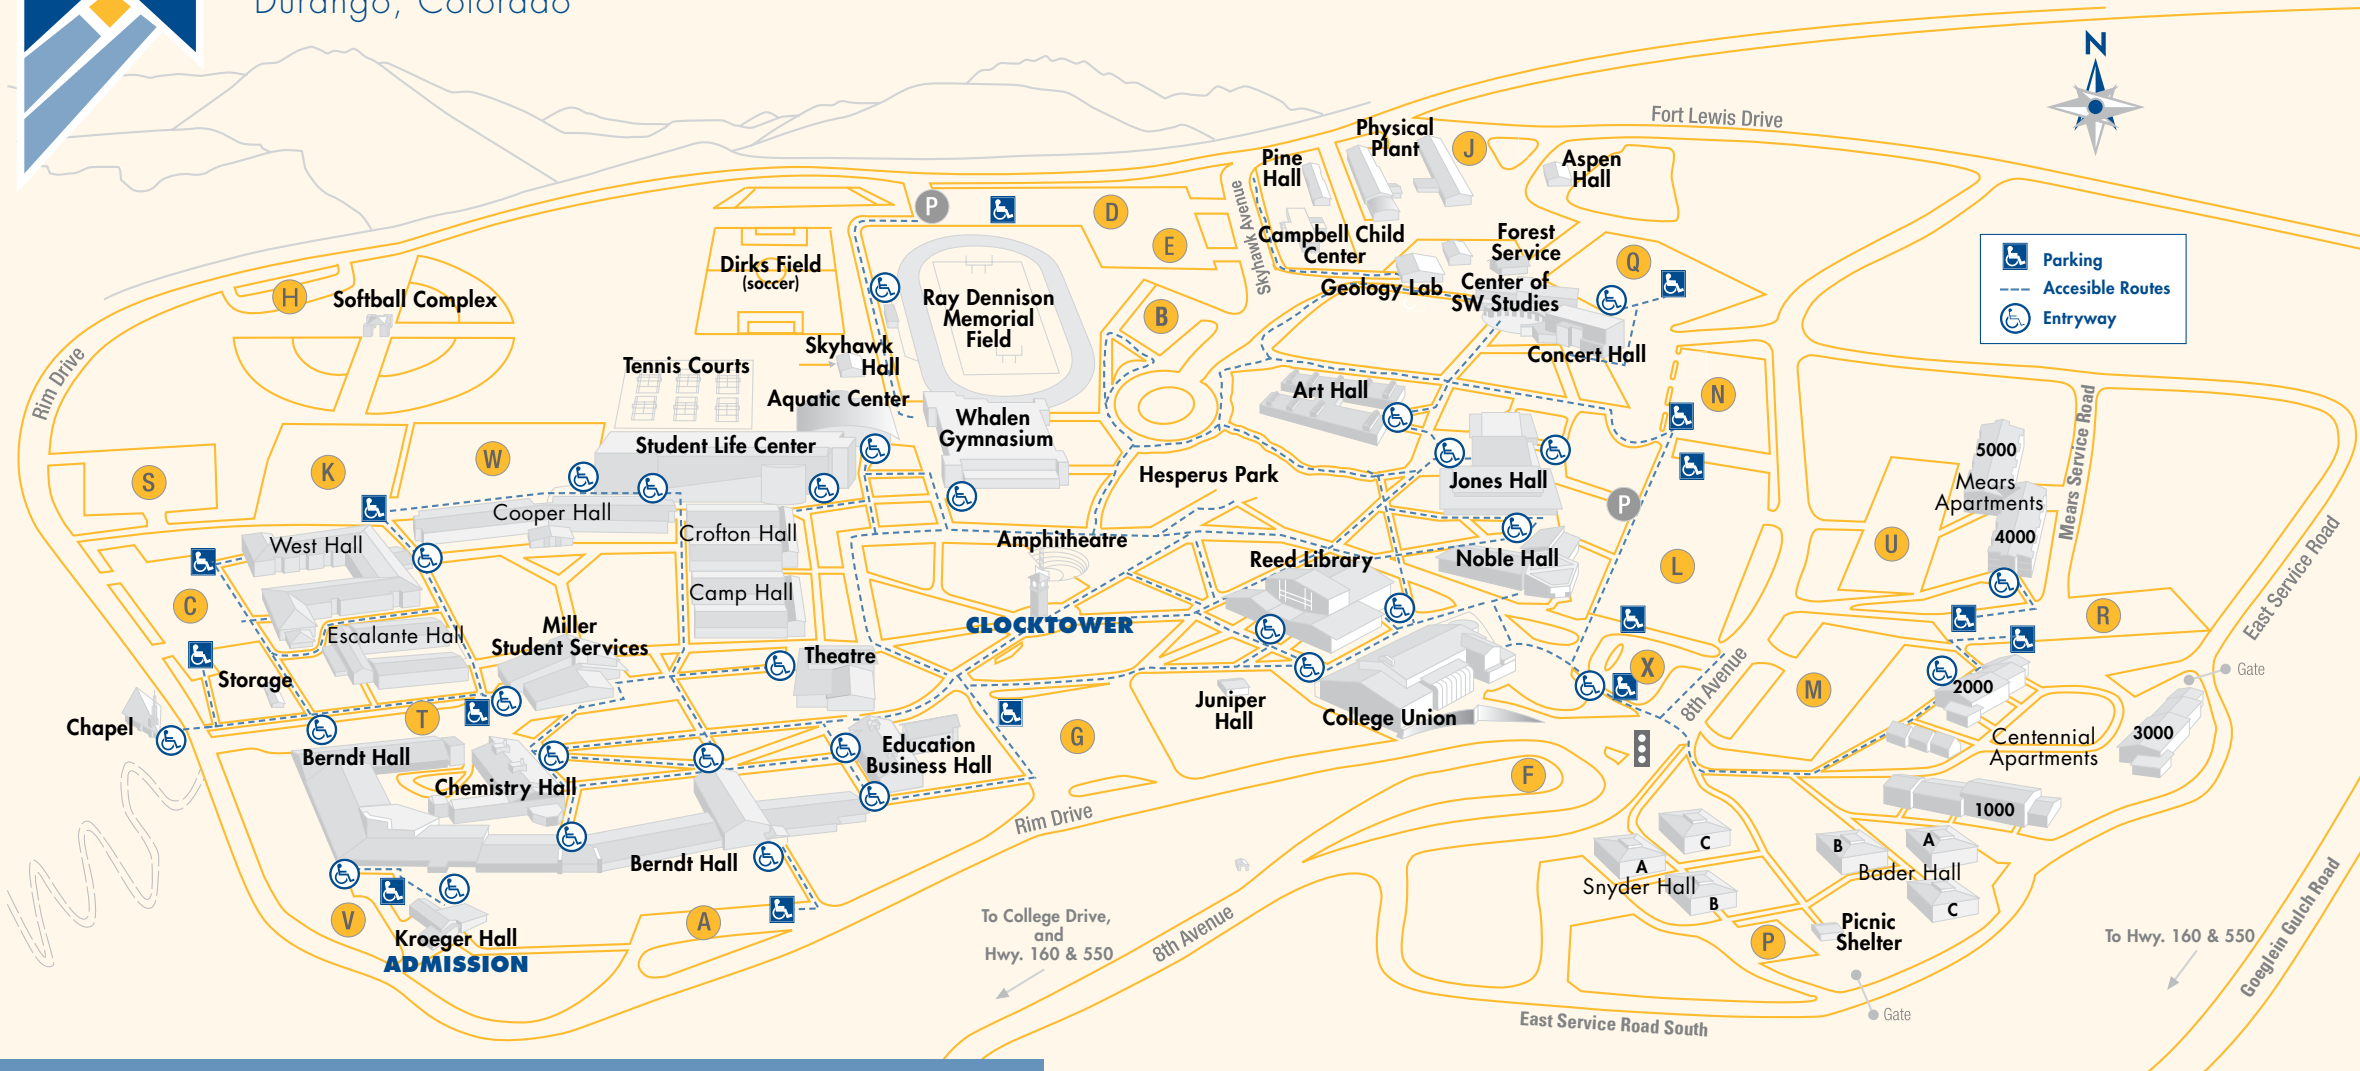 Durango, Colorado
N
Fort Lewis Drive
Physical
Plant
J
Pine
Hall
Aspen
Hall
Skyhawk Avenue
P
D
E
Campbell Child
Center
Forest
Service
Q
Parking
Accesible Routes
Entryway
Dirks Field
(soccer)
Geology Lab
Center of
SW Studies
H
Softball Complex
Ray Dennison
Memorial
Field
B
Concert Hall
Rim Drive
Skyhawk
Hall
Tennis Courts
Aquatic Center
Art Hall
N
Mears Service Road
Whalen
Gymnasium
Student Life Center
W
K
S
Hesperus Park
Jones Hall
P
5000
Mears
Apartments
4000
U
Cooper Hall
Crofton Hall
West Hall
Amphitheatre
Reed Library
Noble Hall
L
East Service Road
C
Camp Hall
Escalante Hall
Miller
Student Services
CLOCKTOWER
R
Theatre
Storage
X
8th Avenue
M
2000
Gate
Juniper
Hall
College Union
Chapel
T
G
Berndt Hall
Education
Business Hall
Centennial
Apartments
3000
Chemistry Hall
F
1000
Rim Drive
Berndt Hall
A
C
B
Snyder Hall
B
A
C
Bader Hall
V
A
Kroeger Hall
ADMISSION
To College Drive,
and
Hwy. 160 & 550
8th Avenue
P
Picnic
Shelter
To Hwy. 160 & 550
Goeglein Gulch Road
Gate
East Service Road South